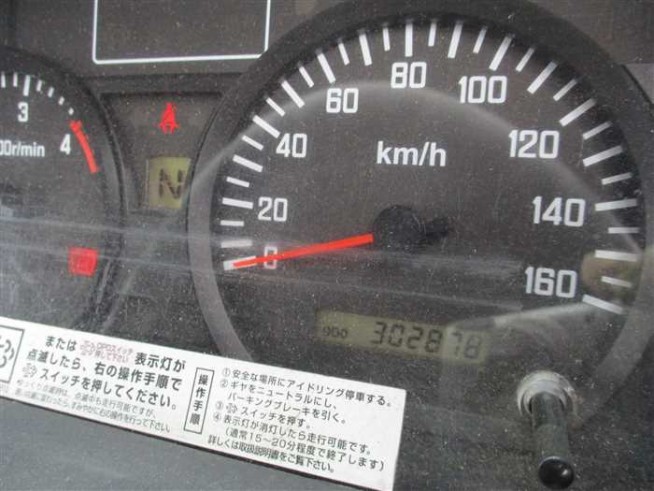 3
4
00r/min
N
0
20
40
60
80
100
120
140
160
km/h
ODO 302878
または 表示灯が
点滅したら、右の操作手順で
スイッチを押してください。
操作手順
①安全な場所にアイドリング停車する。
②ギヤをニュートラルにし、
パーキングブレーキを引く。
③ スイッチを押す。
④表示灯が消灯したら走行可能です。
(通常15～20分程度で終了します)
詳しくは取扱説明書をご覧下さい。